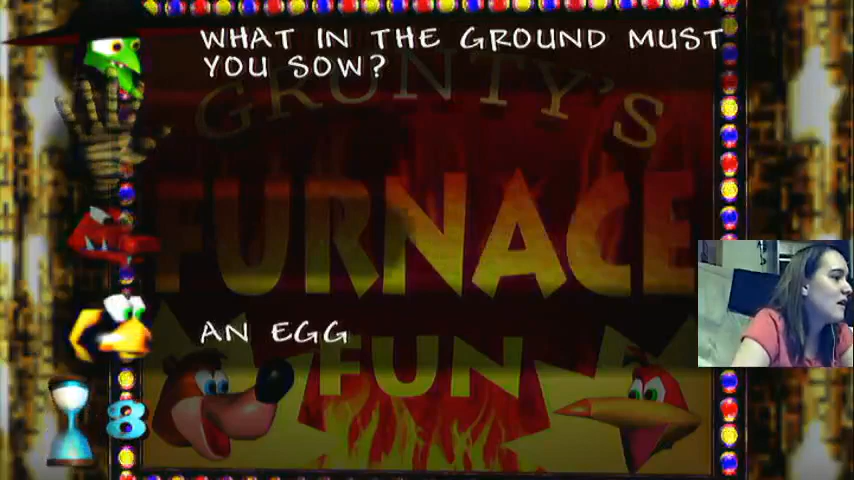 WHAT IN THE GROUND MUST
YOU SOW?
GRUNTY'S
FURNACE
AN EGG
FUN
8